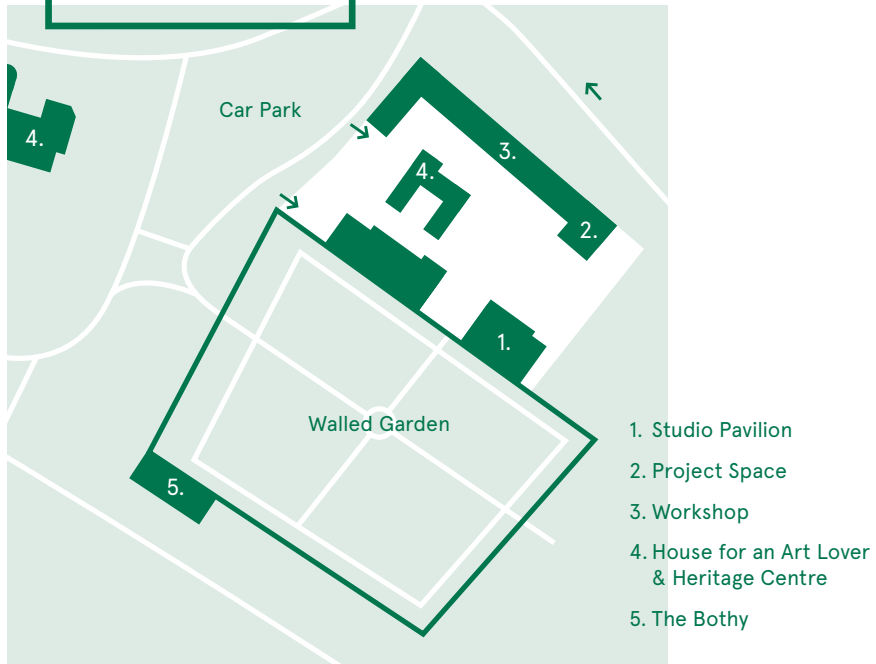 Car Park
4.
3.
4.
2.
1.
Walled Garden
5.
1. Studio Pavilion
2. Project Space
3. Workshop
4. House for an Art Lover
& Heritage Centre
5. The Bothy